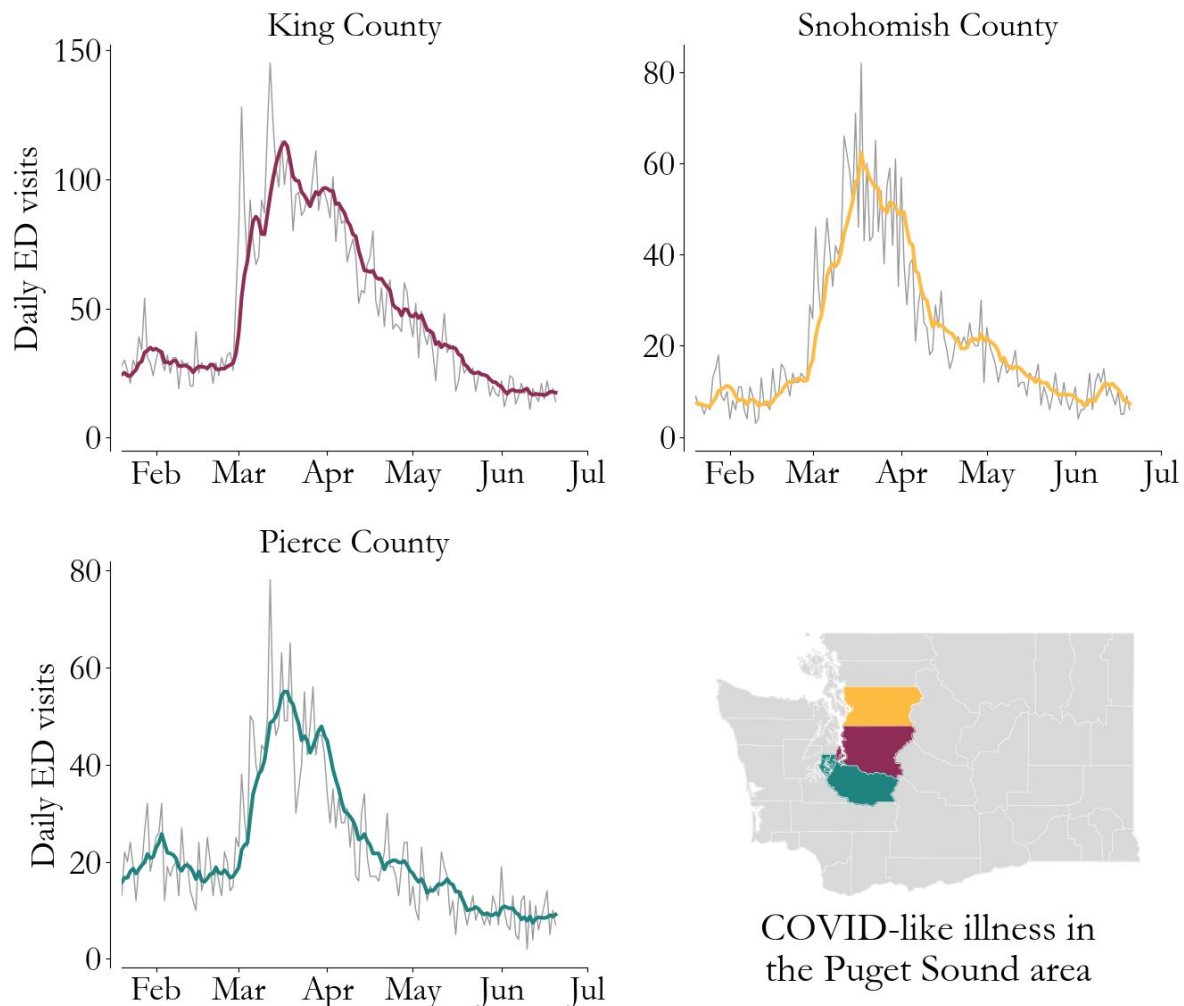 King County
Snohomish County
150
100
50
0
Daily ED visits
Feb Mar Apr May Jun Jul
80
60
40
20
0
Feb Mar Apr May Jun Jul
Pierce County
80
60
40
20
0
Daily ED visits
Feb Mar Apr May Jun Jul
COVID-like illness in
the Puget Sound area